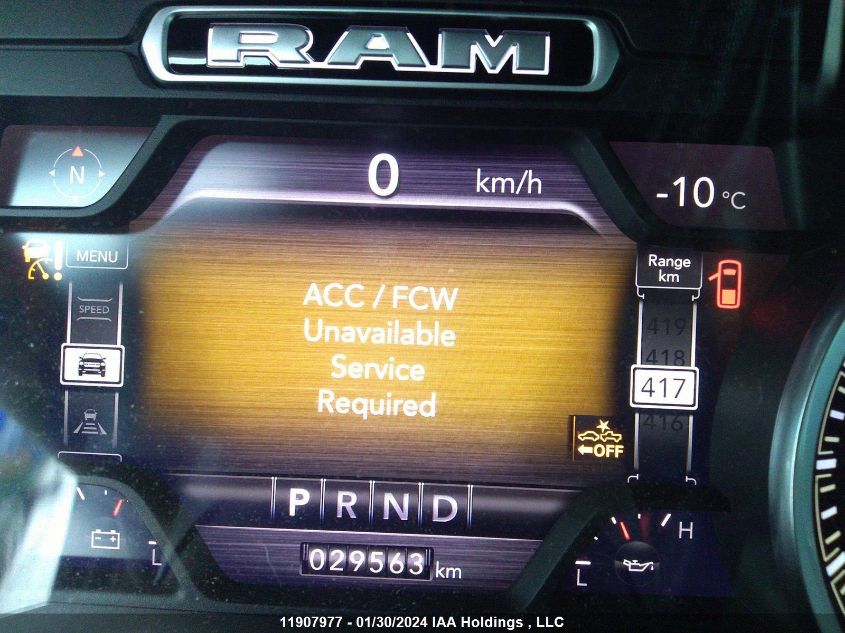 RAM
N
0 km/h
-10 °C
MENU
Range
km
SPEED
ACC / FCW
Unavailable
Service
Required
419
418
417
416
OFF
P R N D
L
H
L
029563 km
11907977 - 01/30/2024 IAA Holdings , LLC